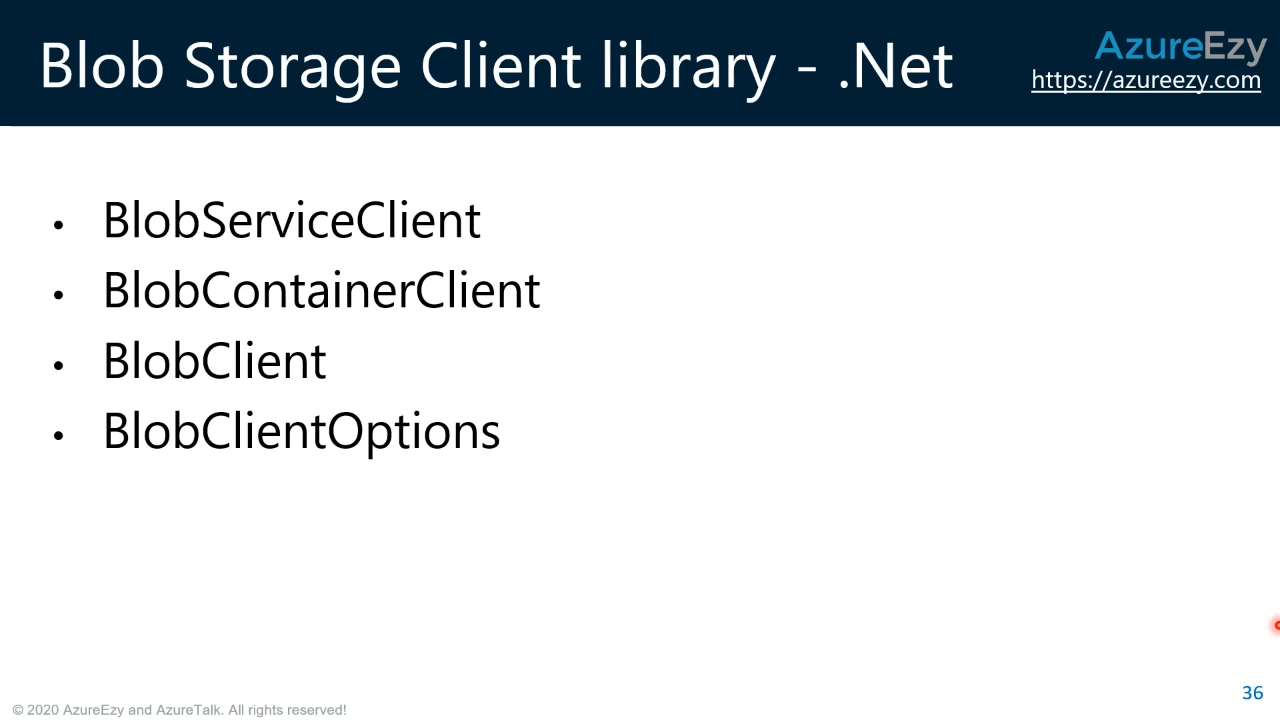 Blob Storage Client library - .Net
AzureEzy
https://azureezy.com
• BlobServiceClient
• BlobContainerClient
• BlobClient
• BlobClientOptions
36
© 2020 AzureEzy and AzureTalk. All rights reserved!